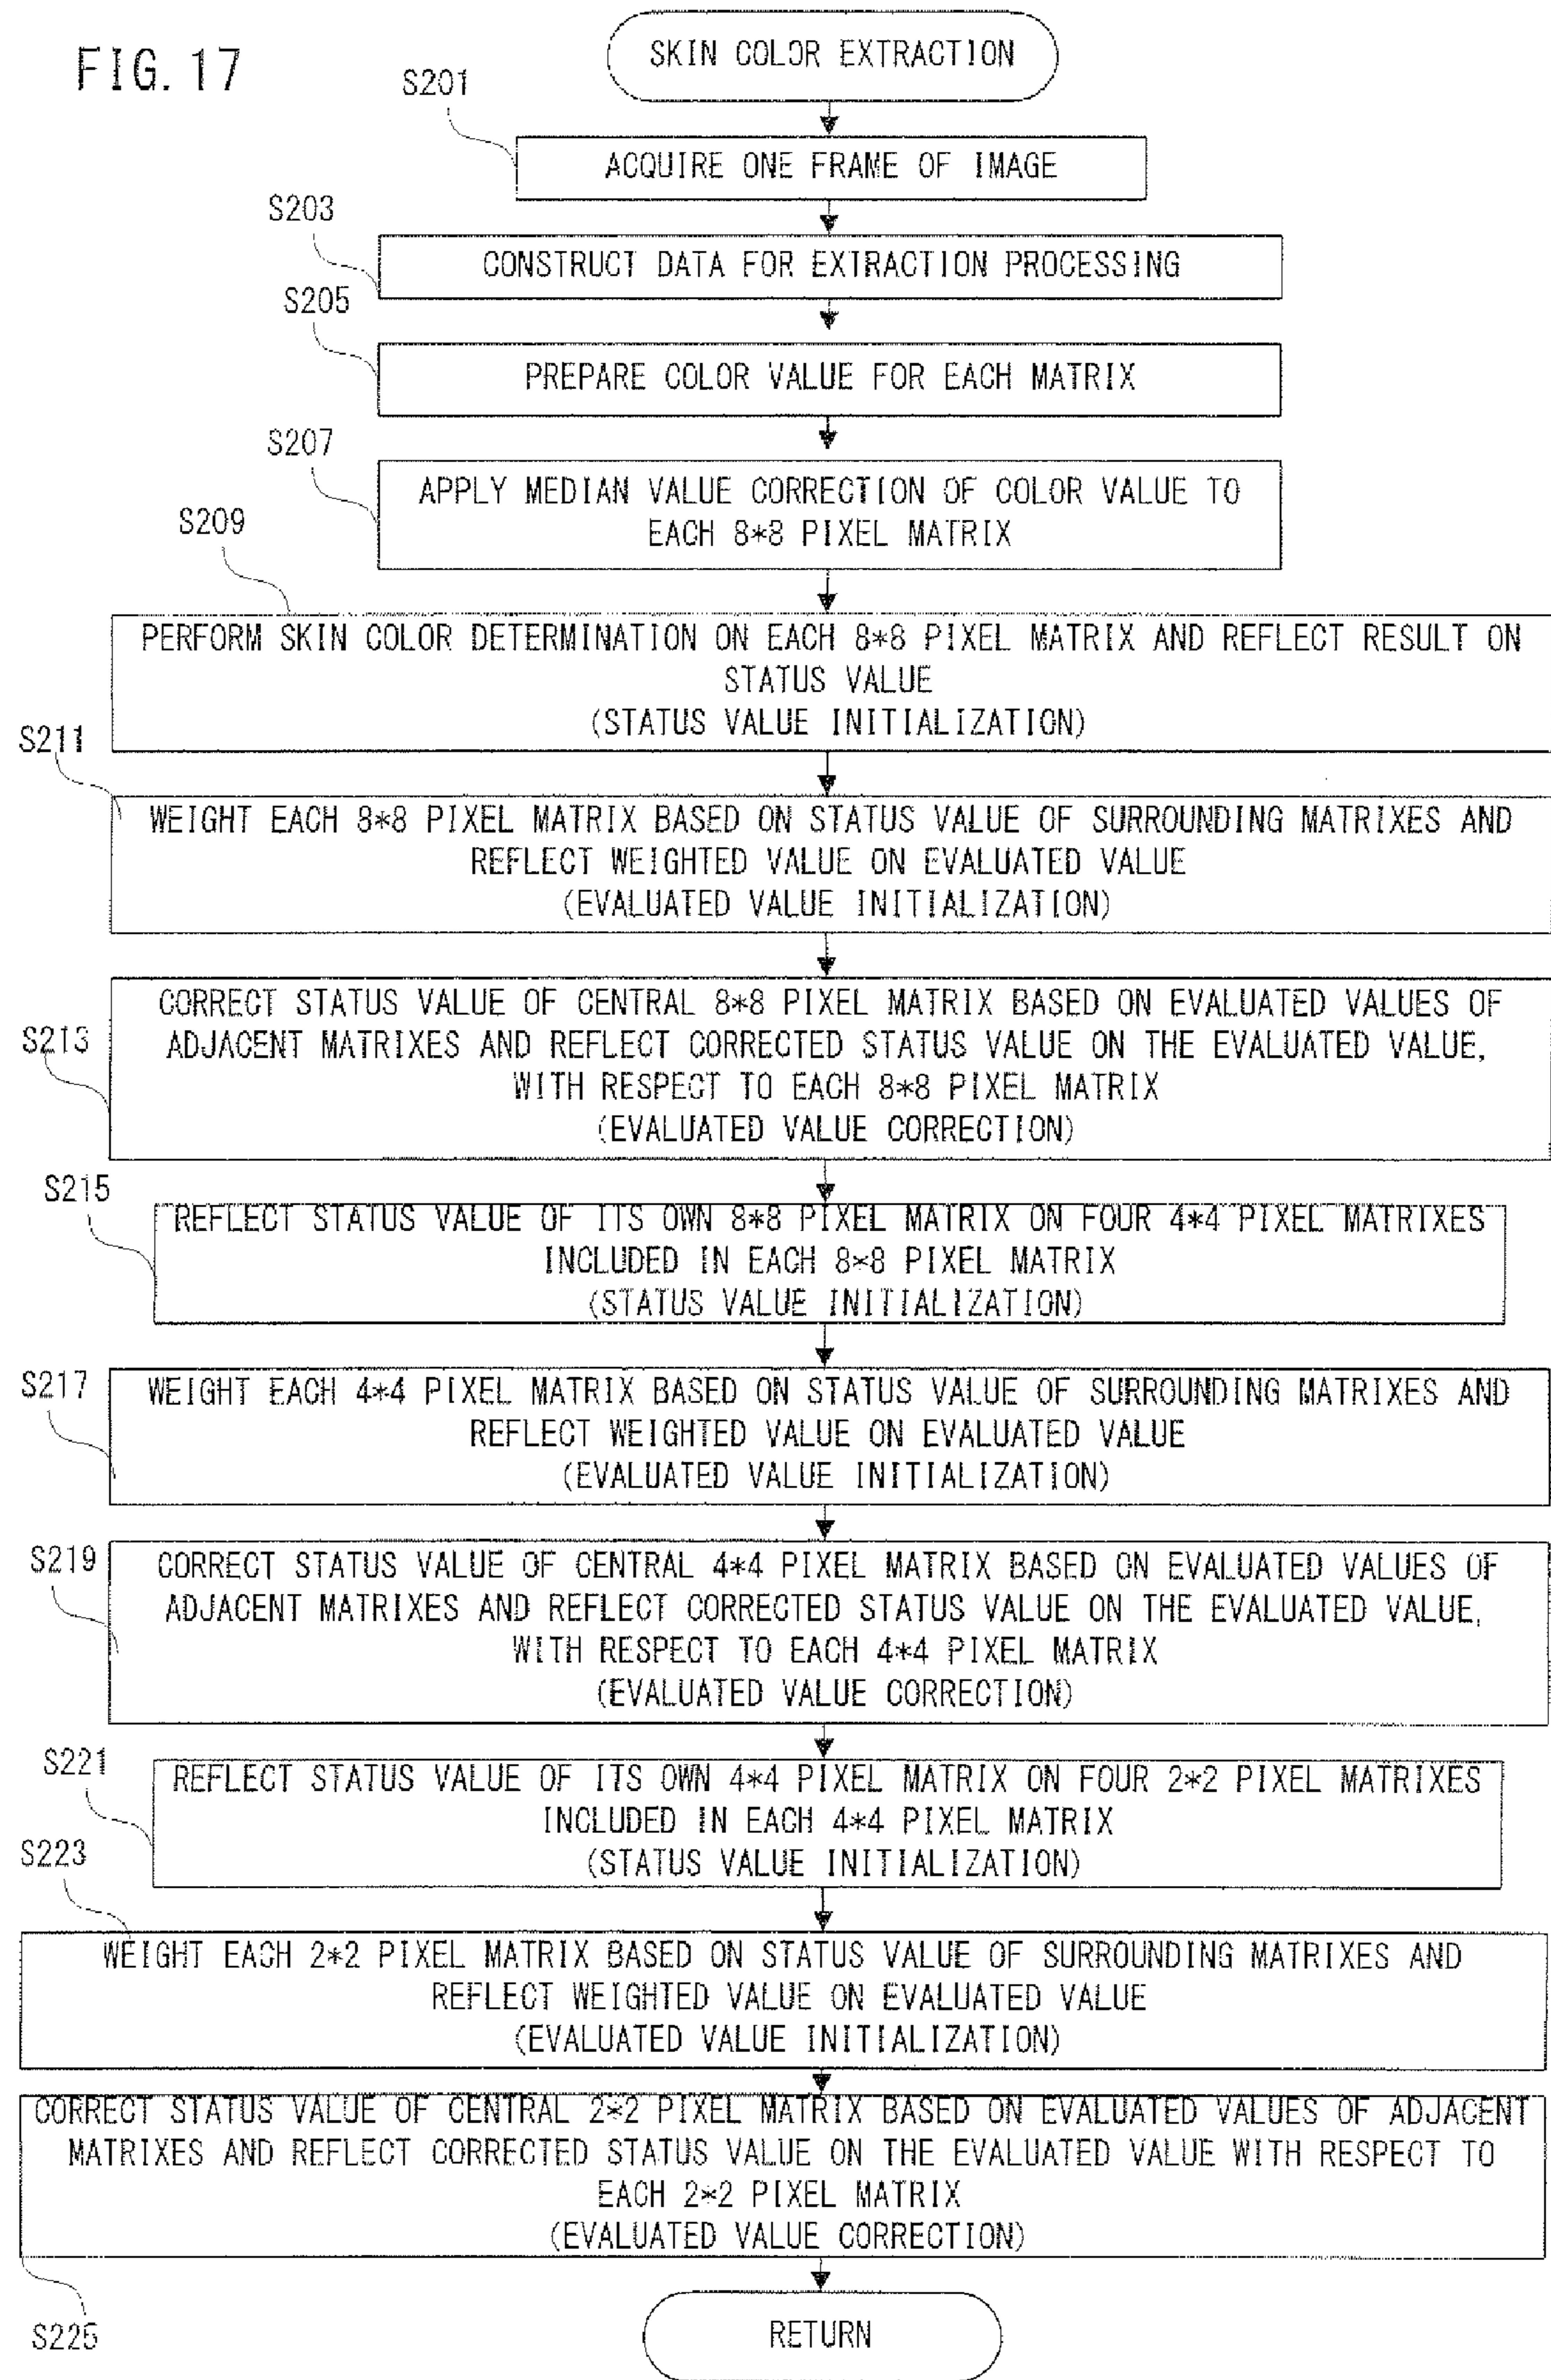 FIG. 17
SKIN COLOR EXTRACTION
S201
ACQUIRE ONE FRAME OF IMAGE
S203
CONSTRUCT DATA FOR EXTRACTION PROCESSING
S205
PREPARE COLOR VALUE FOR EACH MATRIX
S207
APPLY MEDIAN VALUE CORRECTION OF COLOR VALUE TO
EACH 8*8 PIXEL MATRIX
S209
PERFORM SKIN COLOR DETERMINATION ON EACH 8*8 PIXEL MATRIX AND REFLECT RESULT ON
STATUS VALUE
(STATUS VALUE INITIALIZATION)
S211
WEIGHT EACH 8*8 PIXEL MATRIX BASED ON STATUS VALUE OF SURROUNDING MATRIXES AND
REFLECT WEIGHTED VALUE ON EVALUATED VALUE
(EVALUATED VALUE INITIALIZATION)
S213
CORRECT STATUS VALUE OF CENTRAL 8*8 PIXEL MATRIX BASED ON EVALUATED VALUES OF
ADJACENT MATRIXES AND REFLECT CORRECTED STATUS VALUE ON THE EVALUATED VALUE,
WITH RESPECT TO EACH 8*8 PIXEL MATRIX
(EVALUATED VALUE CORRECTION)
S215
REFLECT STATUS VALUE OF ITS OWN 8*8 PIXEL MATRIX ON FOUR 4*4 PIXEL MATRIXES
INCLUDED IN EACH 8*8 PIXEL MATRIX
(STATUS VALUE INITIALIZATION)
S217
WEIGHT EACH 4*4 PIXEL MATRIX BASED ON STATUS VALUE OF SURROUNDING MATRIXES AND
REFLECT WEIGHTED VALUE ON EVALUATED VALUE
(EVALUATED VALUE INITIALIZATION)
S219
CORRECT STATUS VALUE OF CENTRAL 4*4 PIXEL MATRIX BASED ON EVALUATED VALUES OF
ADJACENT MATRIXES AND REFLECT CORRECTED STATUS VALUE ON THE EVALUATED VALUE,
WITH RESPECT TO EACH 4*4 PIXEL MATRIX
(EVALUATED VALUE CORRECTION)
S221
REFLECT STATUS VALUE OF ITS OWN 4*4 PIXEL MATRIX ON FOUR 2*2 PIXEL MATRIXES
INCLUDED IN EACH 4*4 PIXEL MATRIX
(STATUS VALUE INITIALIZATION)
S223
WEIGHT EACH 2*2 PIXEL MATRIX BASED ON STATUS VALUE OF SURROUNDING MATRIXES AND
REFLECT WEIGHTED VALUE ON EVALUATED VALUE
(EVALUATED VALUE INITIALIZATION)
CORRECT STATUS VALUE OF CENTRAL 2*2 PIXEL MATRIX BASED ON EVALUATED VALUES OF ADJACENT
MATRIXES AND REFLECT CORRECTED STATUS VALUE ON THE EVALUATED VALUE WITH RESPECT TO
EACH 2*2 PIXEL MATRIX
(EVALUATED VALUE CORRECTION)
S225
RETURN